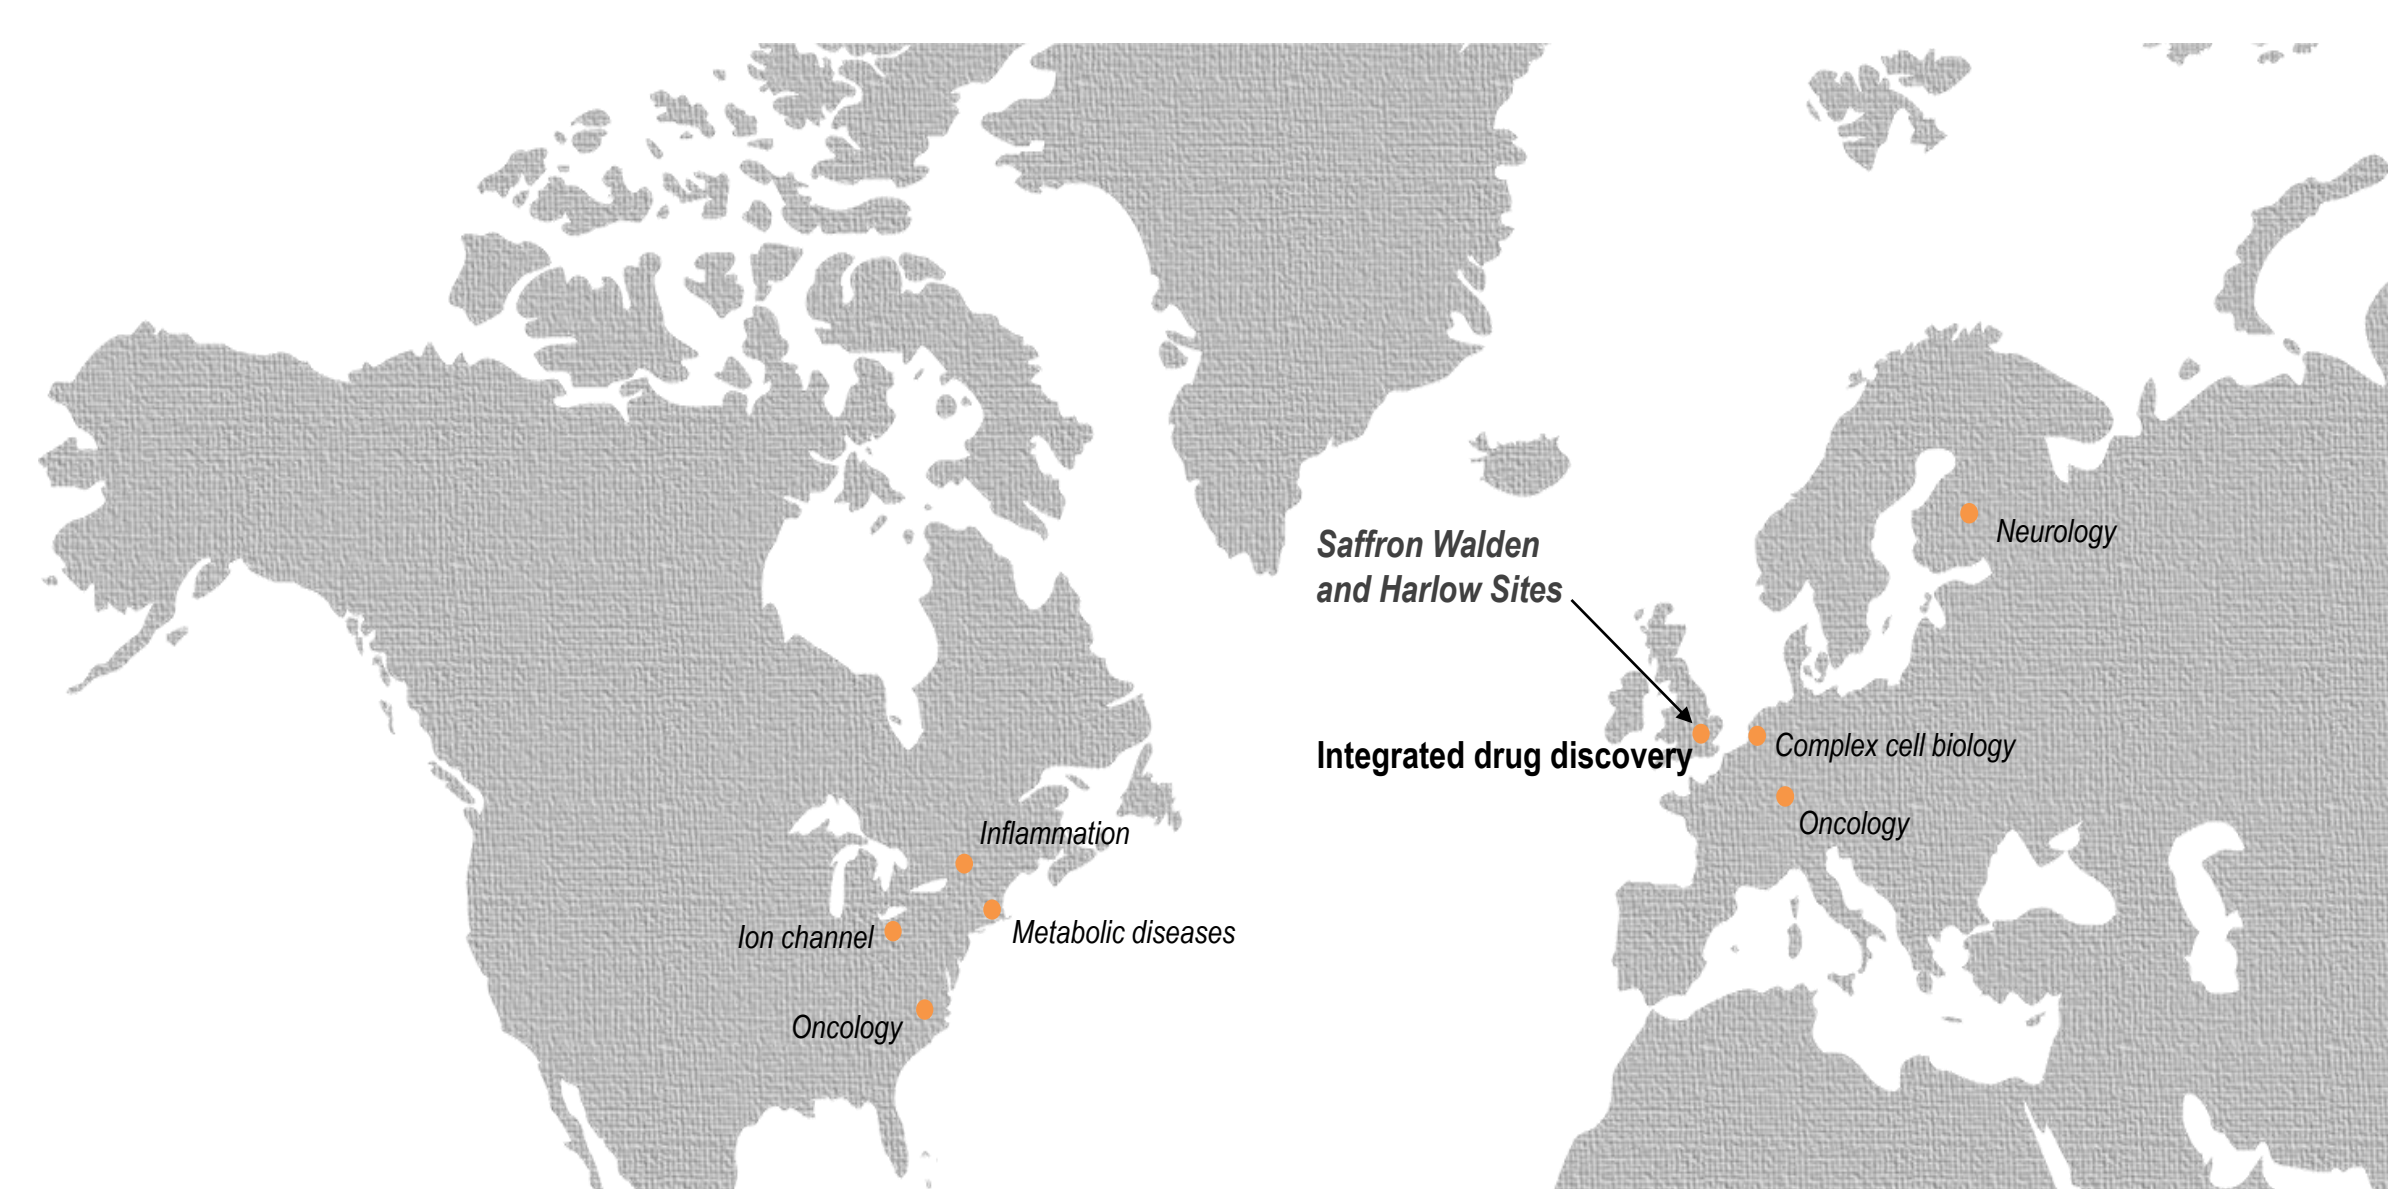 Saffron Walden
and Harlow Sites
Neurology
Integrated drug discovery
Complex cell biology
Oncology
Inflammation
Metabolic diseases
Ion channel
Oncology